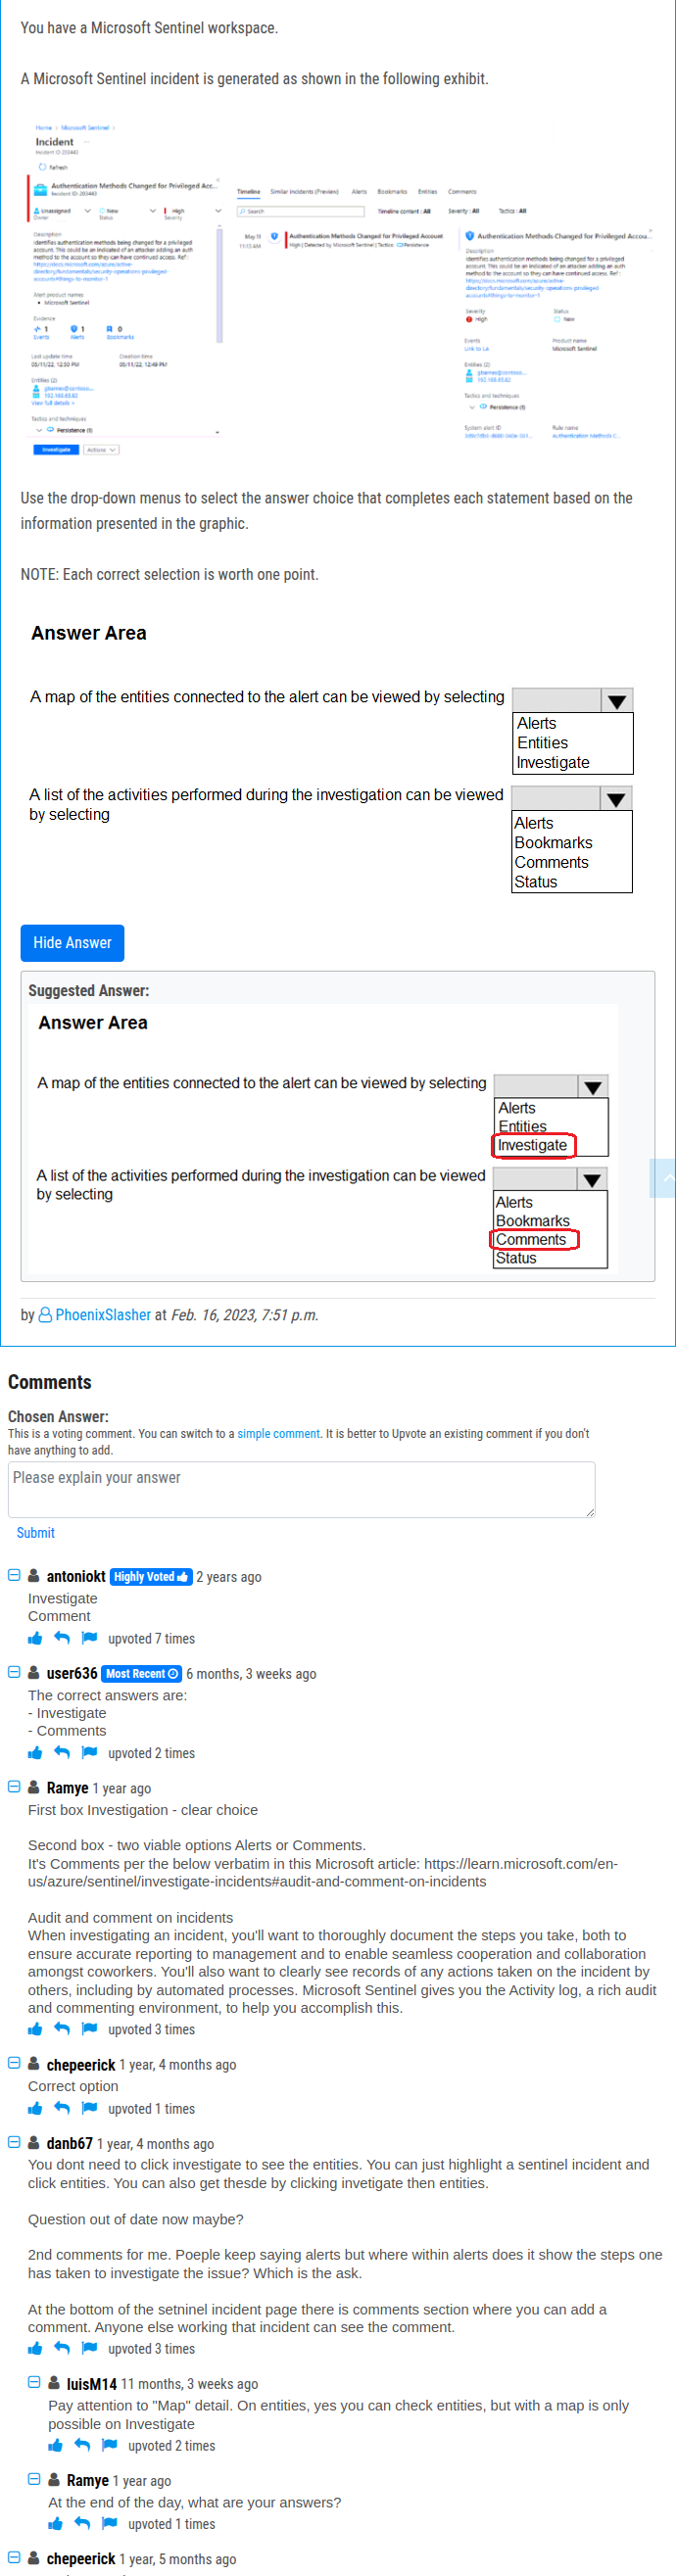 You have a Microsoft Sentinel workspace.
A Microsoft Sentinel incident is generated as shown in the following exhibit.
Home > Microsoft Sentinel >
Incident ...
Incident ID 203440
Refresh
Authentication Methods Changed for Privileged Acc...
Incident ID 203440
Unassigned
Owner
New
Status
High
Severity
Description
Identifies authentication methods being changed for a privileged
account. This could be an indicated of an attacker adding an auth
method to the account so they can have continued access. Ref :
https://docs.microsoft.com/azure/active-
directory/fundamentals/security-operations-privileged-
accounts#things-to-monitor-1
Alert product names
• Microsoft Sentinel
Evidence
1 1 0
Events Alerts Bookmarks
Last update time Creation time
05/11/22, 12:50 PM 05/11/22, 12:49 PM
Entities (2)
gbarnes@contoso...
192.168.65.82
View full details >
Tactics and techniques
Persistence (1)
Investigate Actions
Timeline Similar incidents (Preview) Alerts Bookmarks Entities Comments
Search Timeline content : All Severity : All Tactics : All
May 11
11:13 AM
Authentication Methods Changed for Privileged Account
High | Detected by Microsoft Sentinel | Tactics: Persistence
Authentication Methods Changed for Privileged Accou...
Description
Identifies authentication methods being changed for a privileged
account. This could be an indicated of an attacker adding an auth
method to the account so they can have continued access. Ref :
https://docs.microsoft.com/azure/active-
directory/fundamentals/security-operations-privileged-
accounts#things-to-monitor-1
Severity Status
High New
Events Product name
Link to LA Microsoft Sentinel
Entities (2)
gbarnes@contoso...
192.168.65.82
Tactics and techniques
Persistence (1)
System alert ID Rule name
Authentication Methods C...
Use the drop-down menus to select the answer choice that completes each statement based on the
information presented in the graphic.
NOTE: Each correct selection is worth one point.
Answer Area
A map of the entities connected to the alert can be viewed by selecting
Alerts
Entities
Investigate
A list of the activities performed during the investigation can be viewed
by selecting
Alerts
Bookmarks
Comments
Status
Hide Answer
Suggested Answer:
Answer Area
A map of the entities connected to the alert can be viewed by selecting
Alerts
Entities
Investigate
A list of the activities performed during the investigation can be viewed
by selecting
Alerts
Bookmarks
Comments
Status
by PhoenixSlasher at Feb. 16, 2023, 7:51 p.m.
Comments
Chosen Answer:
This is a voting comment. You can switch to a simple comment. It is better to Upvote an existing comment if you don't
have anything to add.
Please explain your answer
Submit
antoniokt Highly Voted 2 years ago
Investigate
Comment
upvoted 7 times
user636 Most Recent 6 months, 3 weeks ago
The correct answers are:
- Investigate
- Comments
upvoted 2 times
Ramye 1 year ago
First box Investigation - clear choice
Second box - two viable options Alerts or Comments.
It's Comments per the below verbatim in this Microsoft article: https://learn.microsoft.com/en-
us/azure/sentinel/investigate-incidents#audit-and-comment-on-incidents
Audit and comment on incidents
When investigating an incident, you'll want to thoroughly document the steps you take, both to
ensure accurate reporting to management and to enable seamless cooperation and collaboration
amongst coworkers. You'll also want to clearly see records of any actions taken on the incident by
others, including by automated processes. Microsoft Sentinel gives you the Activity log, a rich audit
and commenting environment, to help you accomplish this.
upvoted 3 times
chepeerick 1 year, 4 months ago
Correct option
upvoted 1 times
danb67 1 year, 4 months ago
You dont need to click investigate to see the entities. You can just highlight a sentinel incident and
click entities. You can also get thesde by clicking invetigate then entities.
Question out of date now maybe?
2nd comments for me. Poeple keep saying alerts but where within alerts does it show the steps one
has taken to investigate the issue? Which is the ask.
At the bottom of the setninel incident page there is comments section where you can add a
comment. Anyone else working that incident can see the comment.
upvoted 3 times
luisM14 11 months, 3 weeks ago
Pay attention to "Map" detail. On entities, yes you can check entities, but with a map is only
possible on Investigate
upvoted 2 times
Ramye 1 year ago
At the end of the day, what are your answers?
upvoted 1 times
chepeerick 1 year, 5 months ago